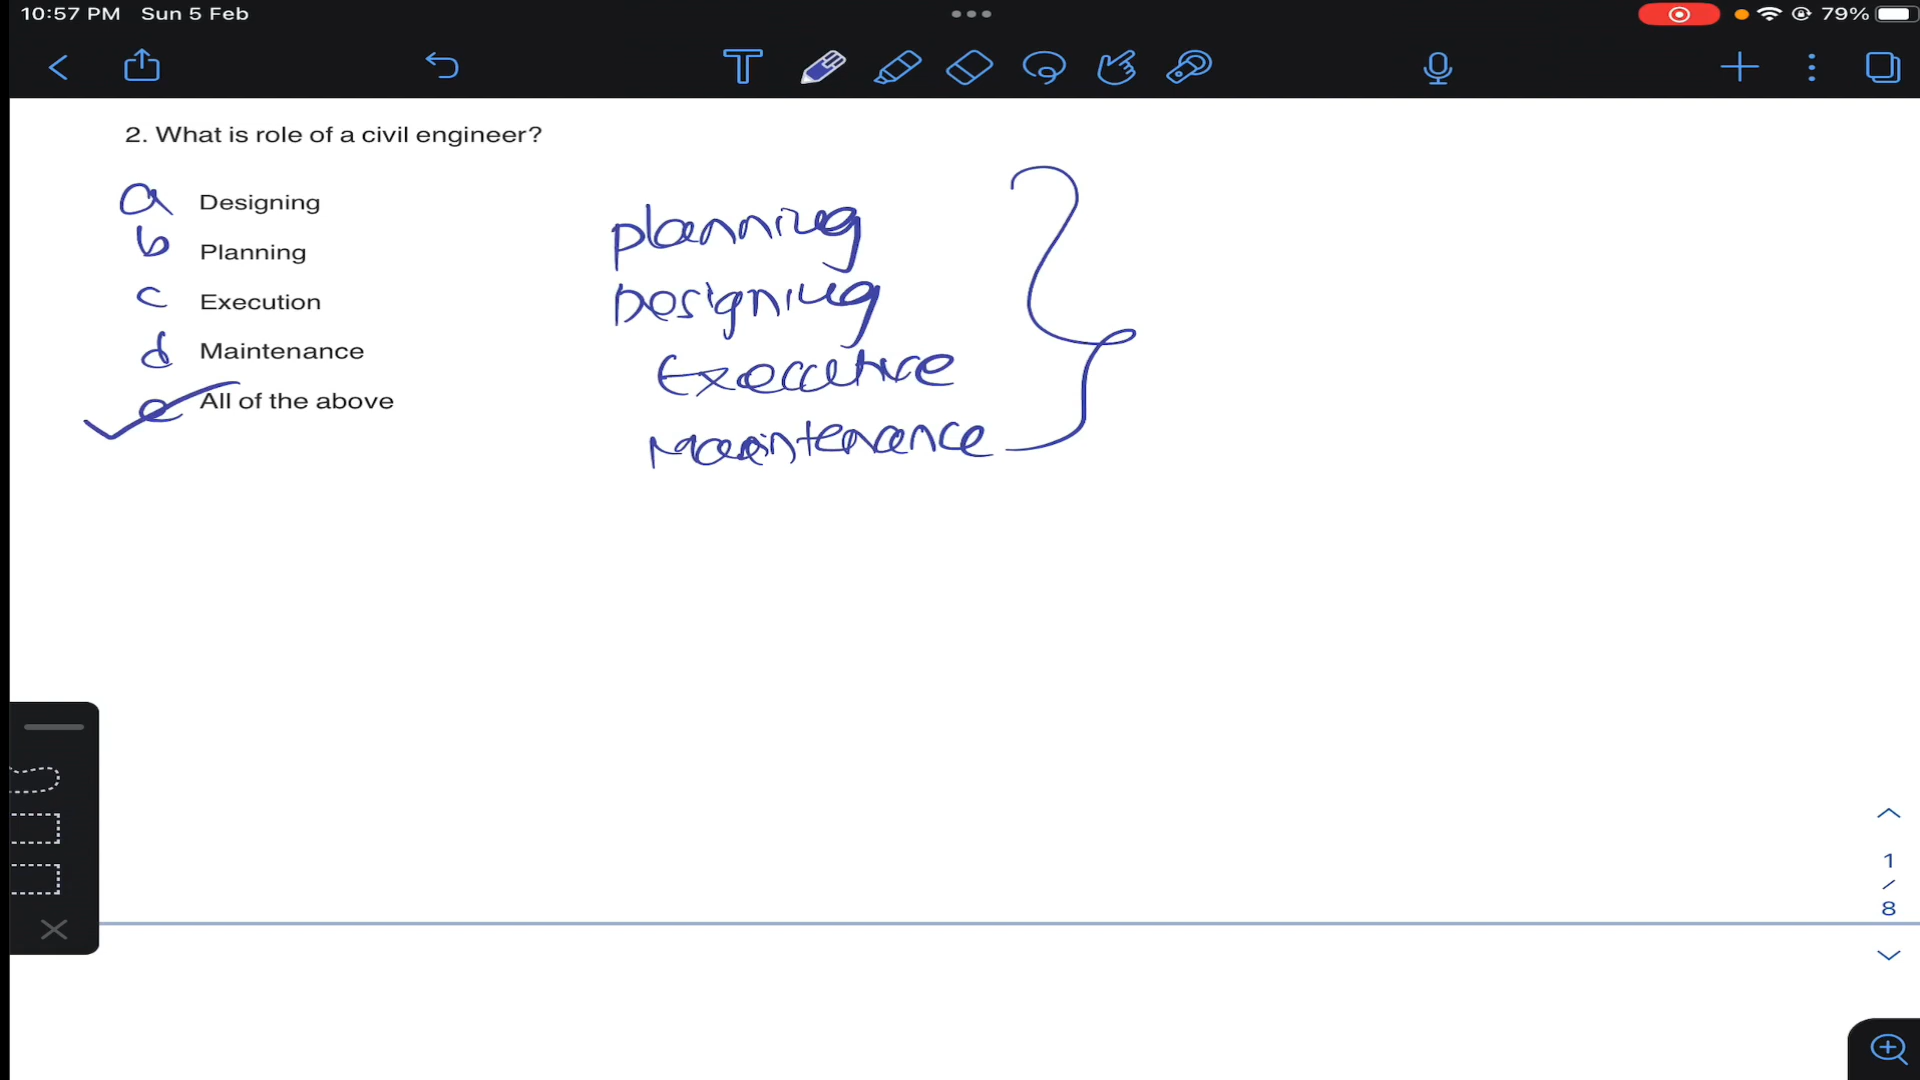 10:57 PM Sun 5 Feb
79%
T
2. What is role of a civil engineer?
a Designing
b Planning
c Execution
d Maintenance
e All of the above
planning
Designing
Executive
Maintenance
1
/
8